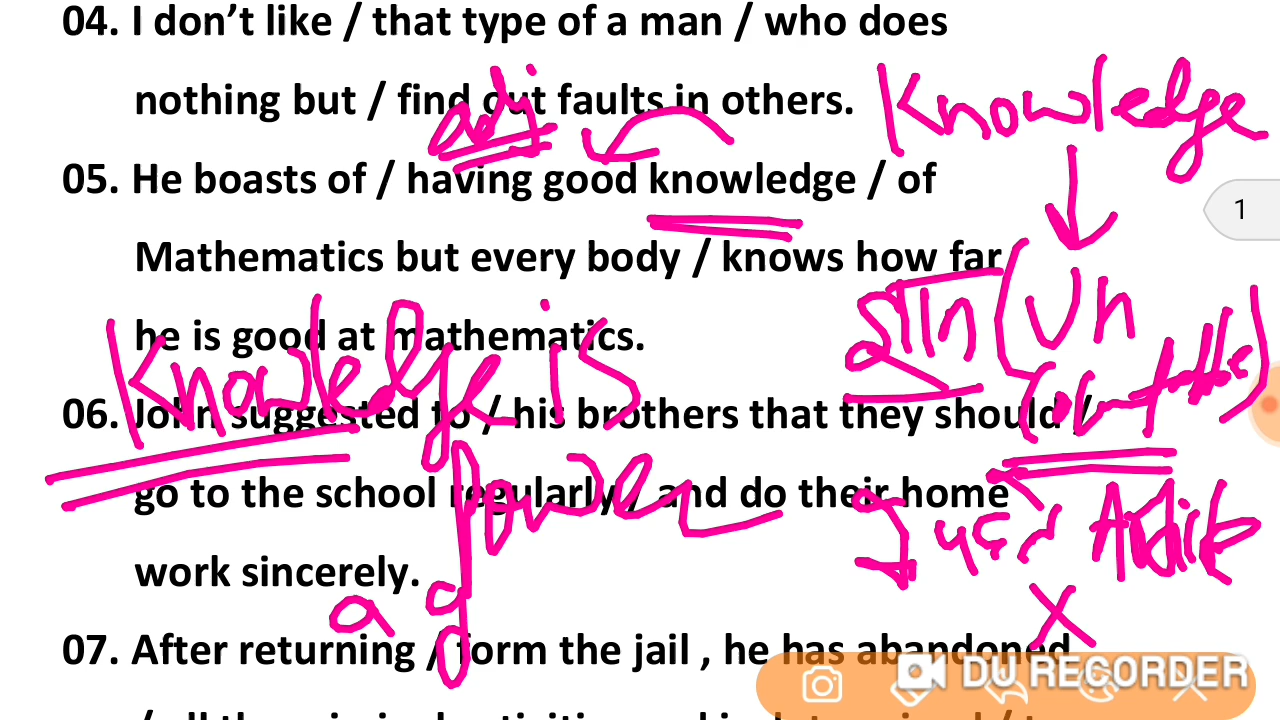 04. I don’t like / that type of a man / who does
nothing but / find out faults in others.
adj
Knowledge
05. He boasts of / having good knowledge / of
1
Mathematics but every body / knows how far
he is good at mathematics.
Knowledge is
06. John suggested to / his brothers that they should /
power
go to the school regularly / and do their home
work sincerely.
a
07. After returning / form the jail , he has abandoned
DU RECORDER